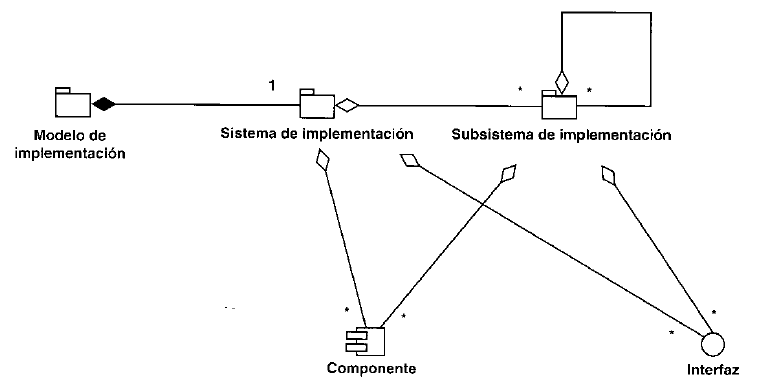 1
*
*
Modelo de
implementación
Sistema de implementación
Subsistema de implementación
*
*
*
*
Componente
Interfaz